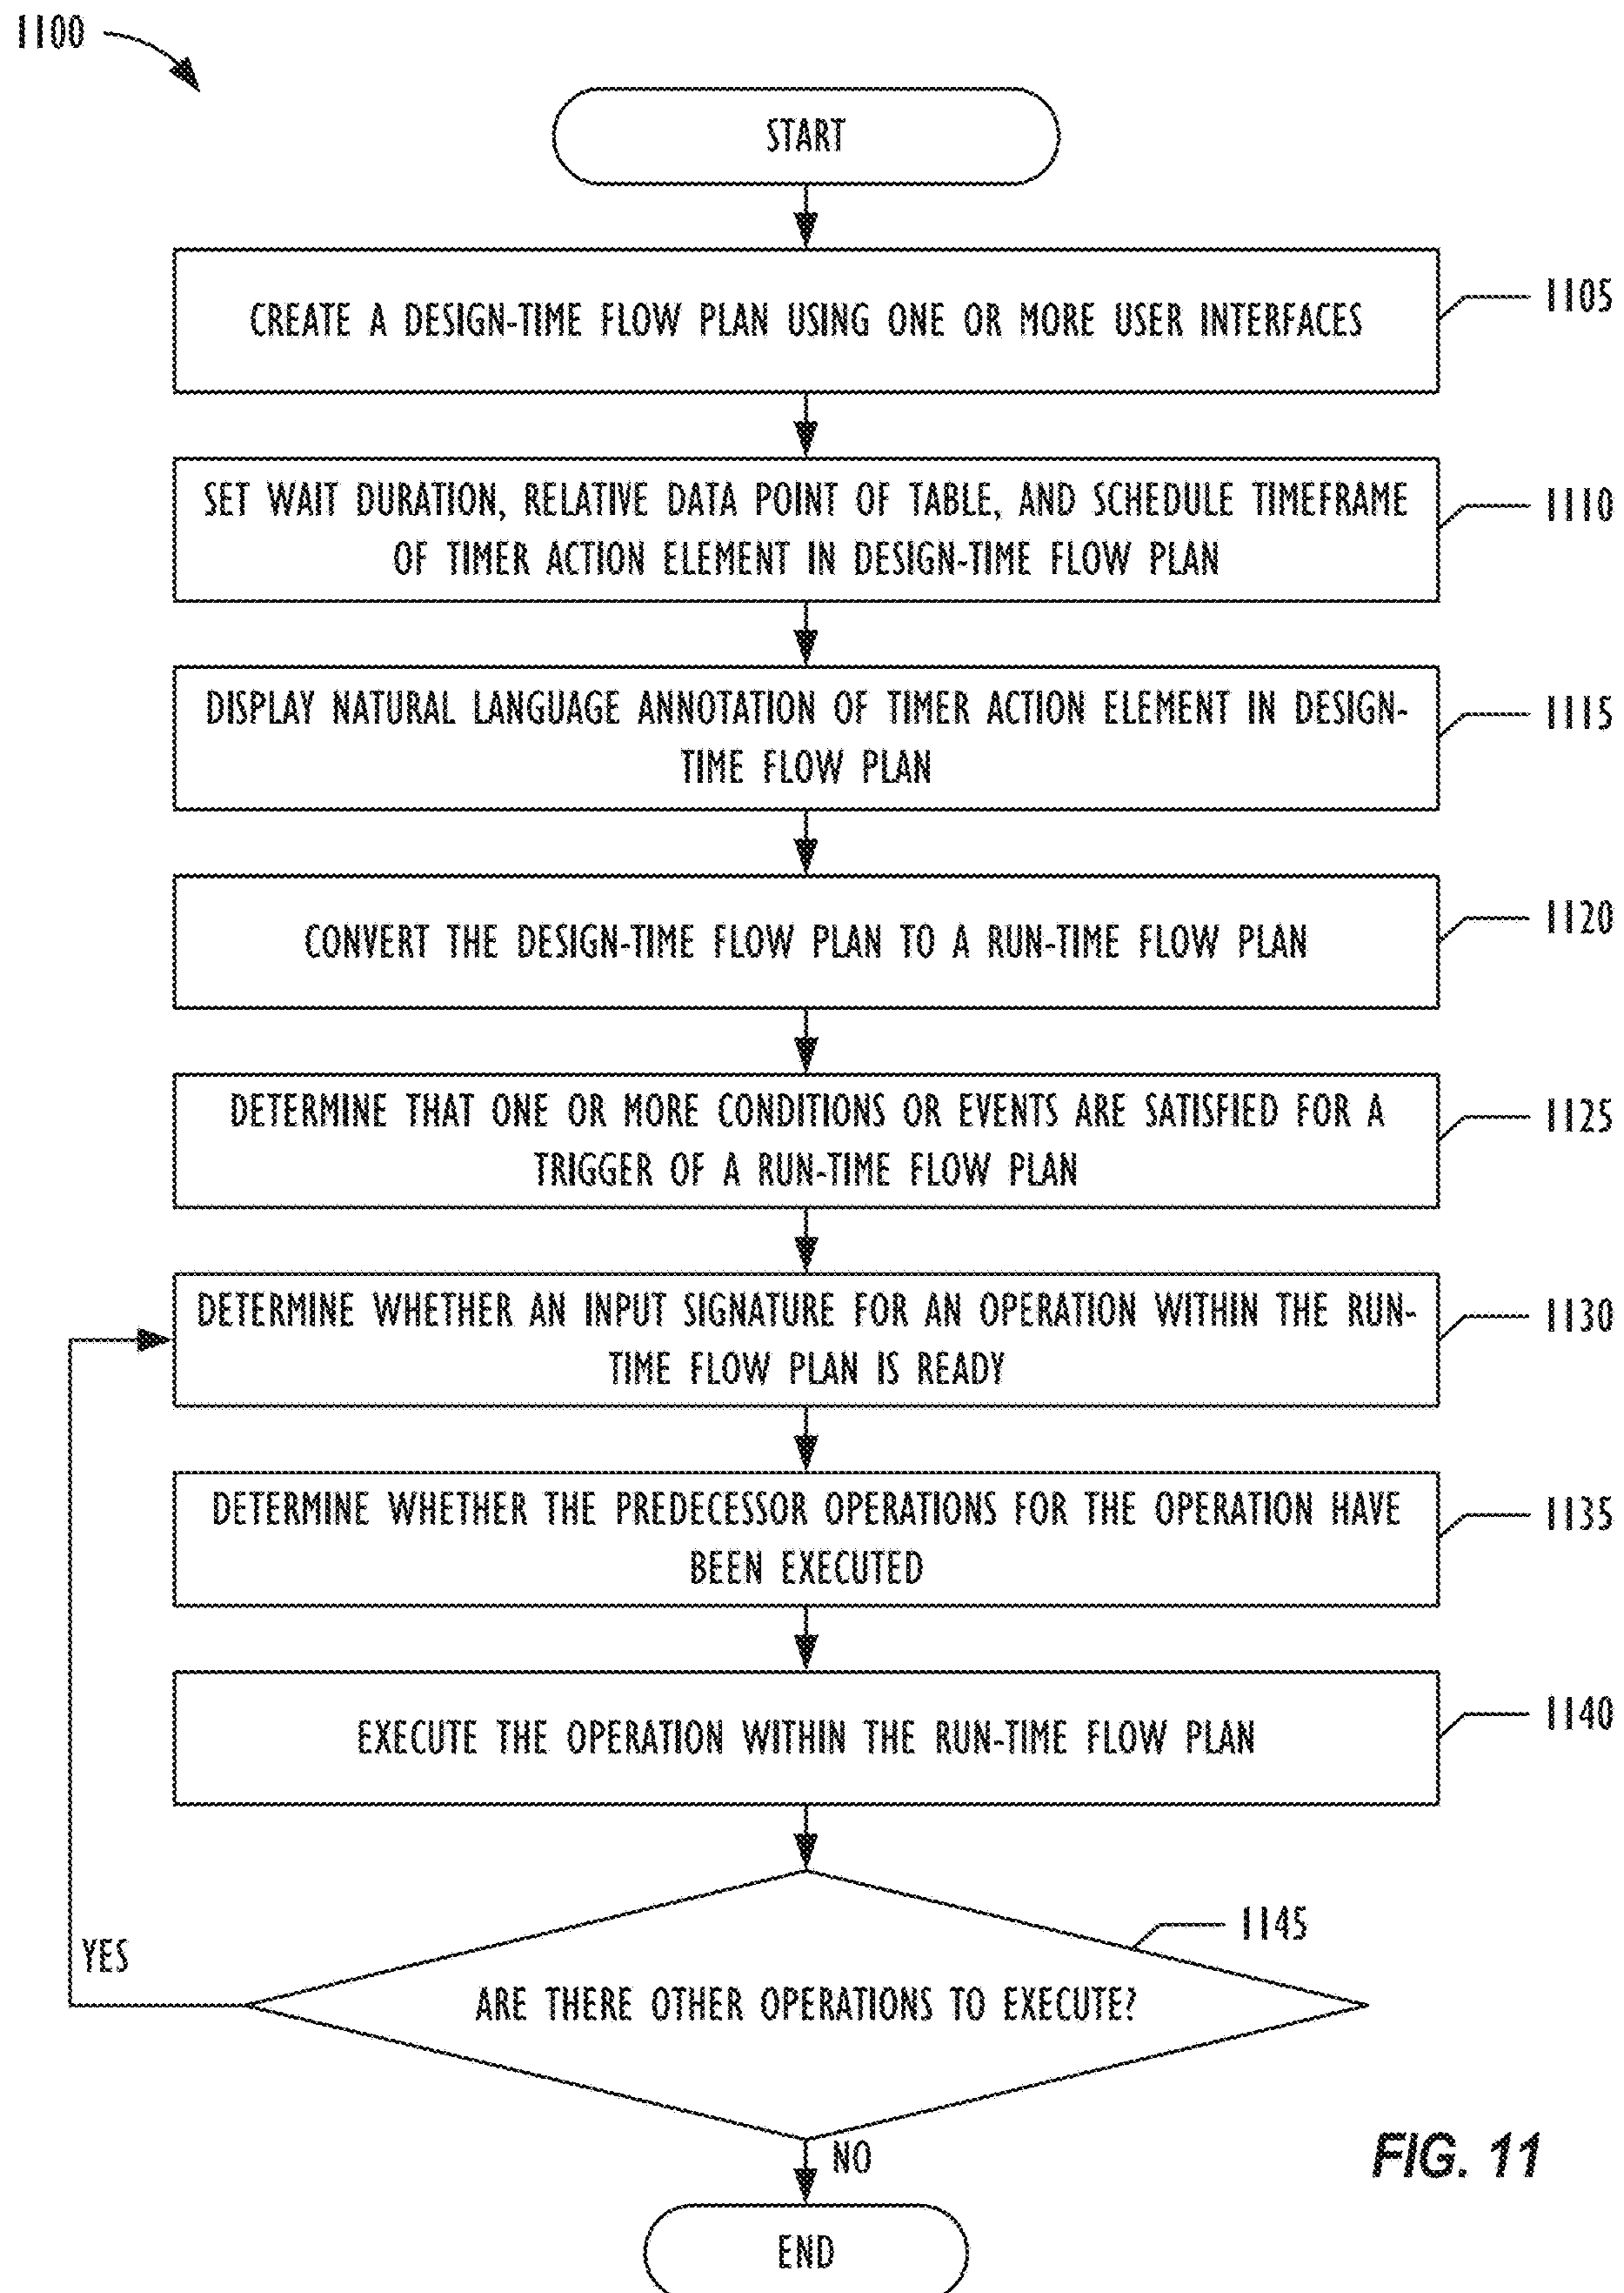 1100
START
CREATE A DESIGN-TIME FLOW PLAN USING ONE OR MORE USER INTERFACES
1105
SET WAIT DURATION, RELATIVE DATA POINT OF TABLE, AND SCHEDULE TIMEFRAME
OF TIMER ACTION ELEMENT IN DESIGN-TIME FLOW PLAN
1110
DISPLAY NATURAL LANGUAGE ANNOTATION OF TIMER ACTION ELEMENT IN DESIGN-
TIME FLOW PLAN
1115
CONVERT THE DESIGN-TIME FLOW PLAN TO A RUN-TIME FLOW PLAN
1120
DETERMINE THAT ONE OR MORE CONDITIONS OR EVENTS ARE SATISFIED FOR A
TRIGGER OF A RUN-TIME FLOW PLAN
1125
DETERMINE WHETHER AN INPUT SIGNATURE FOR AN OPERATION WITHIN THE RUN-
TIME FLOW PLAN IS READY
1130
DETERMINE WHETHER THE PREDECESSOR OPERATIONS FOR THE OPERATION HAVE
BEEN EXECUTED
1135
EXECUTE THE OPERATION WITHIN THE RUN-TIME FLOW PLAN
1140
1145
YES
ARE THERE OTHER OPERATIONS TO EXECUTE?
NO
FIG. 11
END